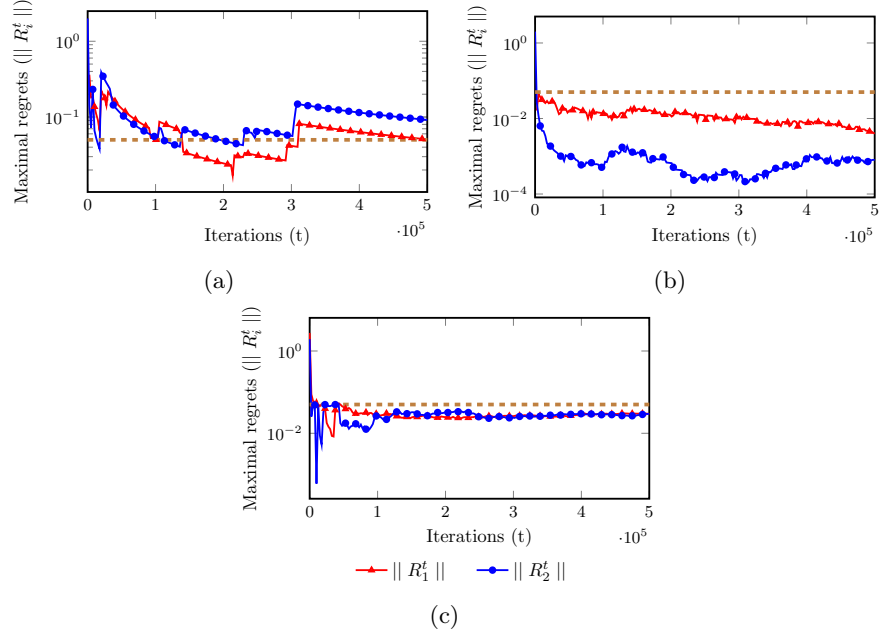 Maximal regrets (|| R_i^t ||)
10^0
10^{-1}
0 1 2 3 4 5
·10^5
Iterations (t)
(a)
Maximal regrets (|| R_i^t ||)
10^0
10^{-2}
10^{-4}
0 1 2 3 4 5
·10^5
Iterations (t)
(b)
Maximal regrets (|| R_i^t ||)
10^0
10^{-2}
0 1 2 3 4 5
·10^5
Iterations (t)
|| R_1^t || || R_2^t ||
(c)